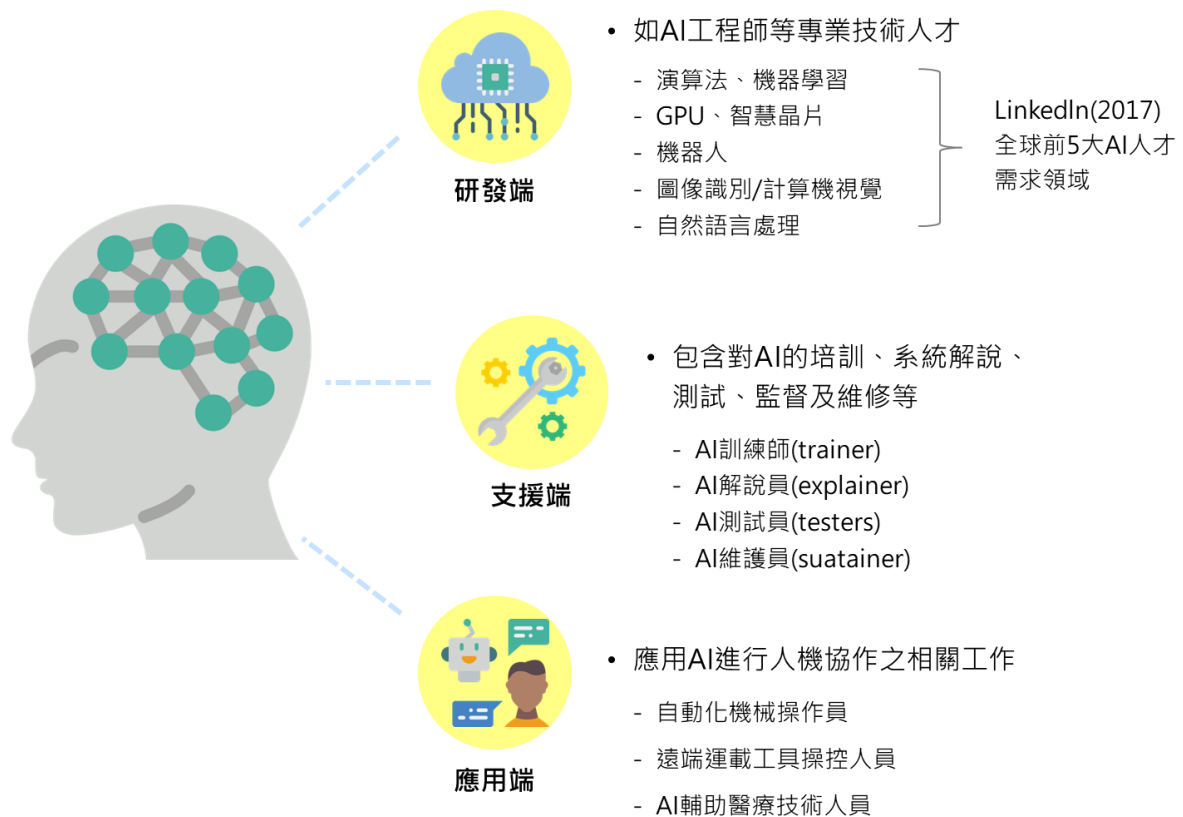 • 如AI工程師等專業技術人才
- 演算法、機器學習
- GPU、智慧晶片
- 機器人
- 圖像識別/計算機視覺
- 自然語言處理
LinkedIn(2017)
全球前5大AI人才
需求領域
研發端
• 包含對AI的培訓、系統解說、
測試、監督及維修等
- AI訓練師(trainer)
- AI解說員(explainer)
- AI測試員(testers)
- AI維護員(suatainer)
支援端
• 應用AI進行人機協作之相關工作
- 自動化機械操作員
- 遠端運載工具操控人員
- AI輔助醫療技術人員
應用端